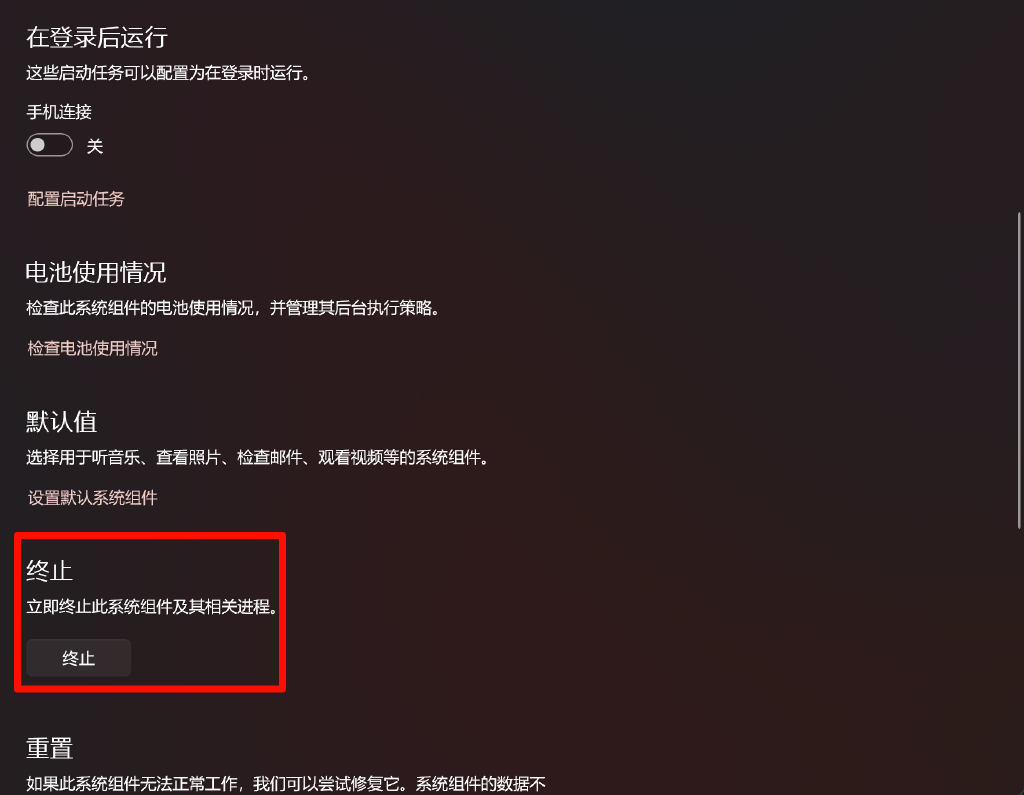 在登录后运行
这些启动任务可以配置为在登录时运行。
手机连接
关
配置启动任务
电池使用情况
检查此系统组件的电池使用情况，并管理其后台执行策略。
检查电池使用情况
默认值
选择用于听音乐、查看照片、检查邮件、观看视频等的系统组件。
设置默认系统组件
终止
立即终止此系统组件及其相关进程。
终止
重置
如果此系统组件无法正常工作，我们可以尝试修复它。系统组件的数据不